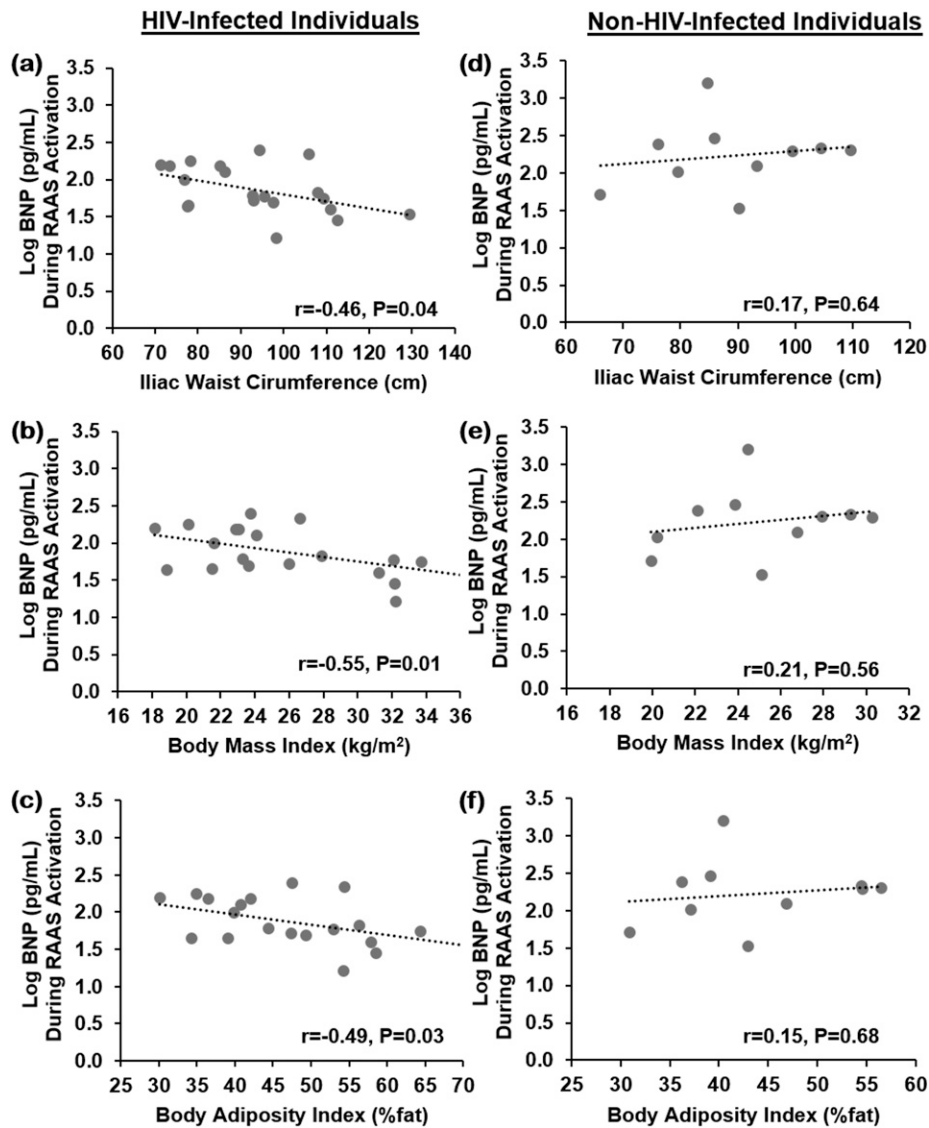 HIV-Infected Individuals
Non-HIV-Infected Individuals
(a)
Log BNP (pg/mL)
During RAAS Activation
3.5
3.0
2.5
2.0
1.5
1.0
0.5
0.0
r=-0.46, P=0.04
60 70 80 90 100 110 120 130 140
Iliac Waist Cirumference (cm)
(d)
Log BNP (pg/mL)
During RAAS Activation
3.5
3.0
2.5
2.0
1.5
1.0
0.5
0.0
r=0.17, P=0.64
60 70 80 90 100 110 120
Iliac Waist Cirumference (cm)
(b)
Log BNP (pg/mL)
During RAAS Activation
3.5
3.0
2.5
2.0
1.5
1.0
0.5
0.0
r=-0.55, P=0.01
16 18 20 22 24 26 28 30 32 34 36
Body Mass Index (kg/m²)
(e)
Log BNP (pg/mL)
During RAAS Activation
3.5
3.0
2.5
2.0
1.5
1.0
0.5
0.0
r=0.21, P=0.56
16 20 24 28 32
Body Mass Index (kg/m²)
(c)
Log BNP (pg/mL)
During RAAS Activation
3.5
3.0
2.5
2.0
1.5
1.0
0.5
0.0
r=-0.49, P=0.03
25 30 35 40 45 50 55 60 65 70
Body Adiposity Index (%fat)
(f)
Log BNP (pg/mL)
During RAAS Activation
3.5
3.0
2.5
2.0
1.5
1.0
0.5
0.0
r=0.15, P=0.68
25 30 35 40 45 50 55 60
Body Adiposity Index (%fat)